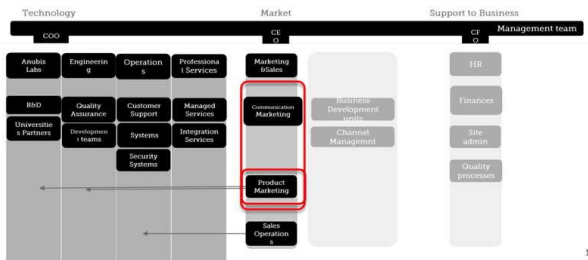 Technology
Market
Support to Business
Management team
COO
CE
O
CF
O
Anubis
Labs
Engineerin
g
Operation
s
Professiona
l Services
Marketing
&Sales
HR
R&D
Quality
Assurance
Customer
Support
Managed
Services
Communication
Marketing
Business
Development
units
Finances
Universitie
s Partners
Developmen
t teams
Systems
Integration
Services
Channel
Managemnt
Site
admin
Security
Systems
Product
Marketing
Quality
processes
Sales
Operation
s
1